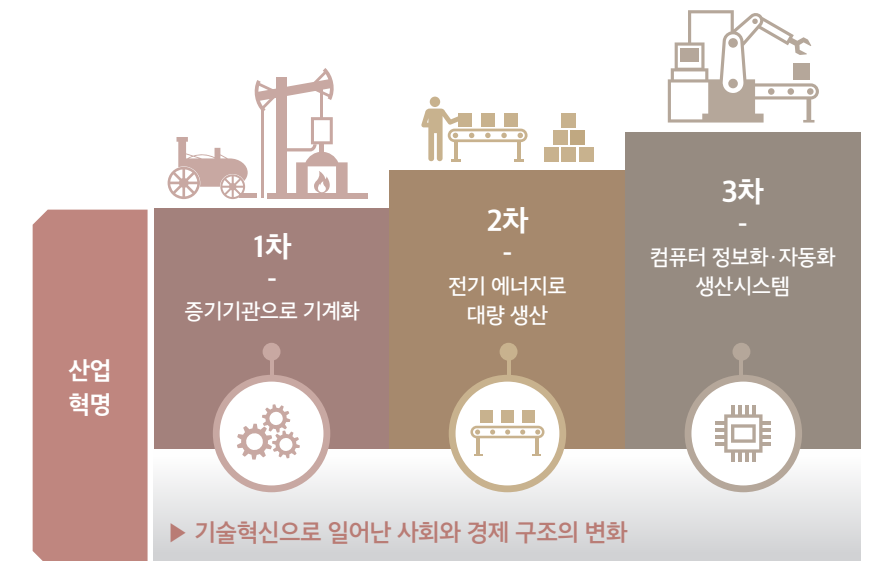 산업
혁명
1차
-
증기기관으로 기계화
2차
-
전기 에너지로
대량 생산
3차
-
컴퓨터 정보화·자동화
생산시스템
▶ 기술혁신으로 일어난 사회와 경제 구조의 변화